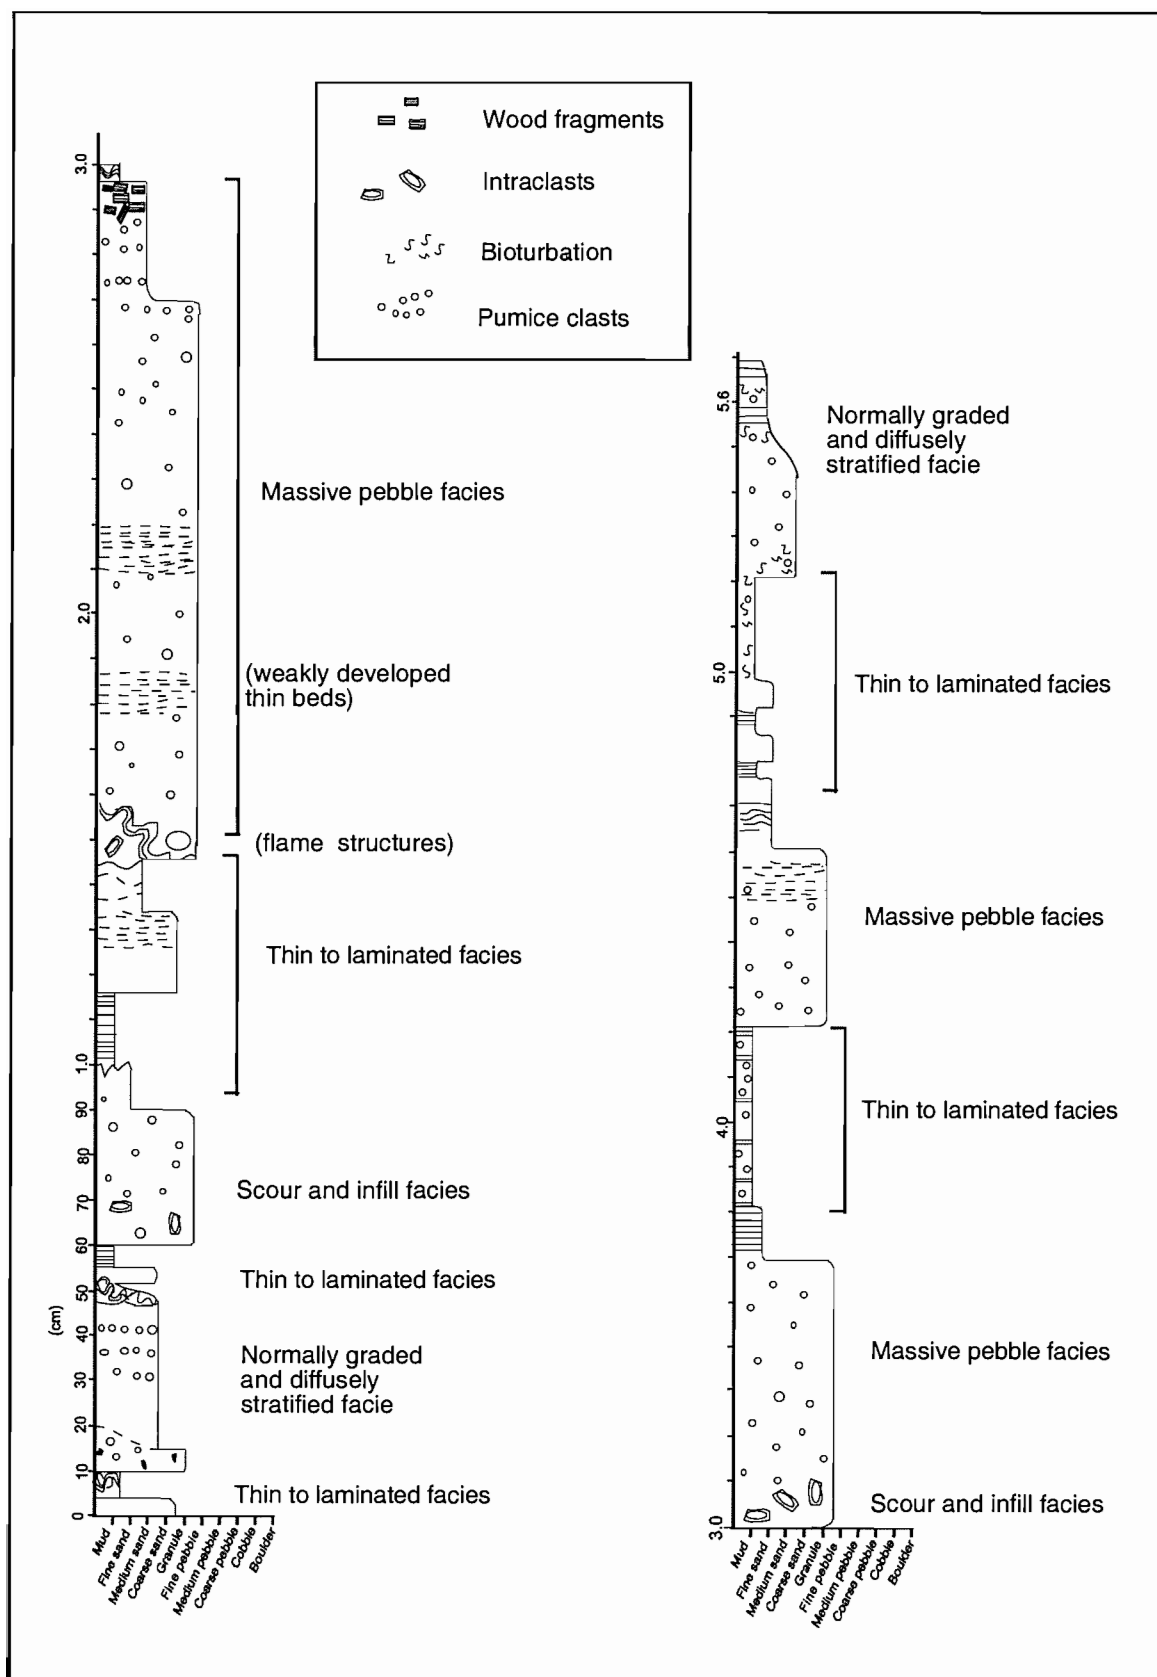 Wood fragments
Intraclasts
Bioturbation
Pumice clasts
3.0
2.0
1.0
90
80
70
60
50
(cm)
40
30
20
10
0
Massive pebble facies
(weakly developed
thin beds)
(flame structures)
Thin to laminated facies
Scour and infill facies
Thin to laminated facies
Normally graded
and diffusely
stratified facie
Thin to laminated facies
Mud
Fine sand
Medium sand
Coarse sand
Granule
Fine pebble
Medium pebble
Coarse pebble
Cobble
Boulder
5.6
5.0
4.0
3.0
Normally graded
and diffusely
stratified facie
Thin to laminated facies
Massive pebble facies
Thin to laminated facies
Massive pebble facies
Scour and infill facies
Mud
Fine sand
Medium sand
Coarse sand
Granule
Fine pebble
Medium pebble
Coarse pebble
Cobble
Boulder